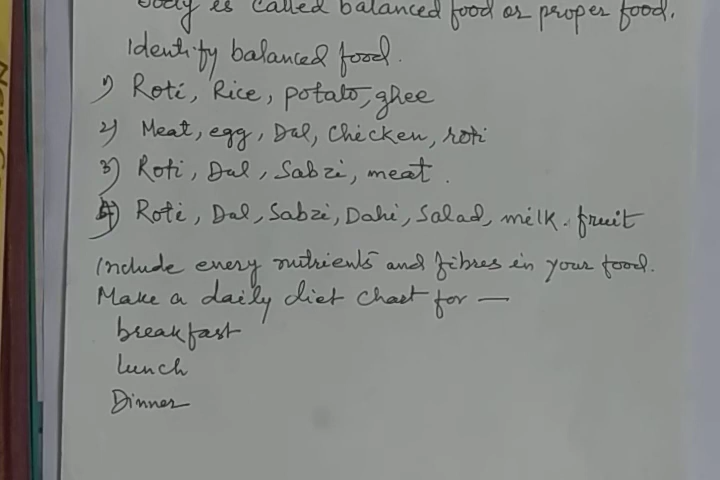 body is called balanced food or proper food.
Identify balanced food.
1) Roti, Rice, potato, ghee
2) Meat, egg, Dal, Chicken, roti
3) Roti, Dal, Sabzi, meat.
4) Roti, Dal, Sabzi, Dahi, Salad, milk. fruit
Include every nutrients and fibres in your food.
Make a daily diet chart for —
breakfast
lunch
Dinner